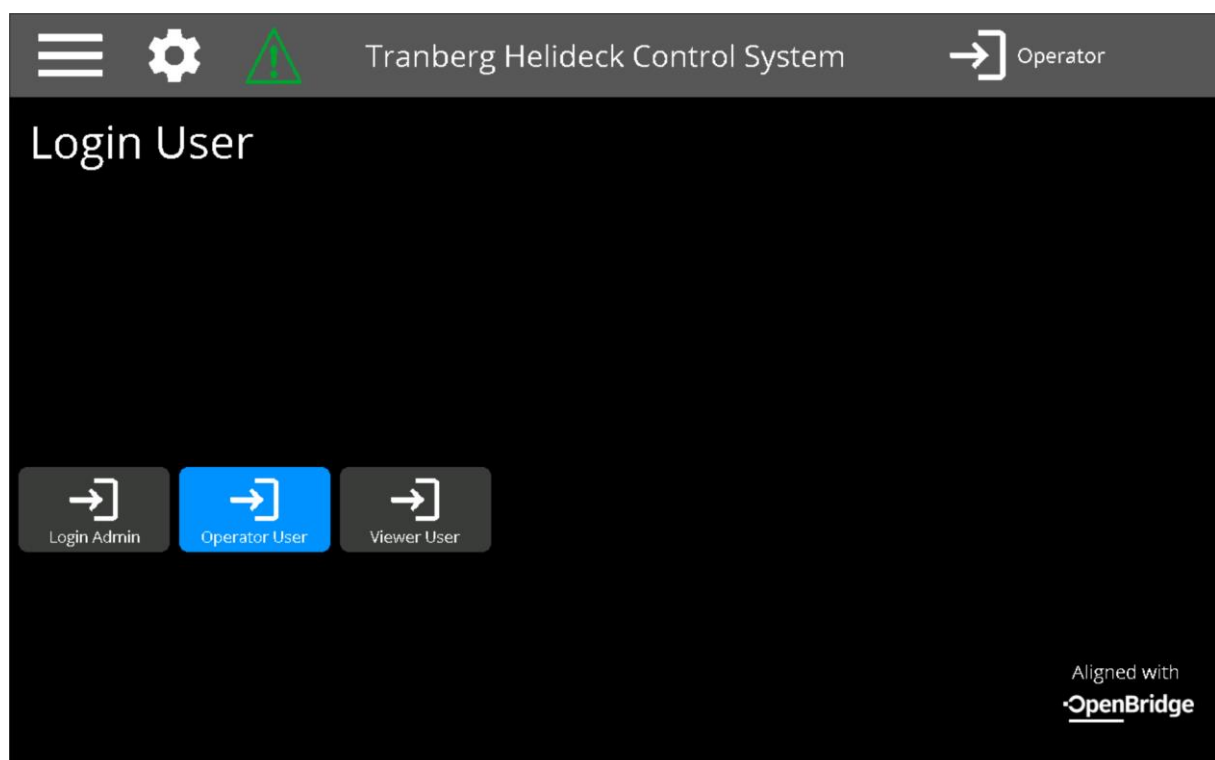 Tranberg Helideck Control System
Operator
Login User
Login Admin
Operator User
Viewer User
Aligned with
OpenBridge